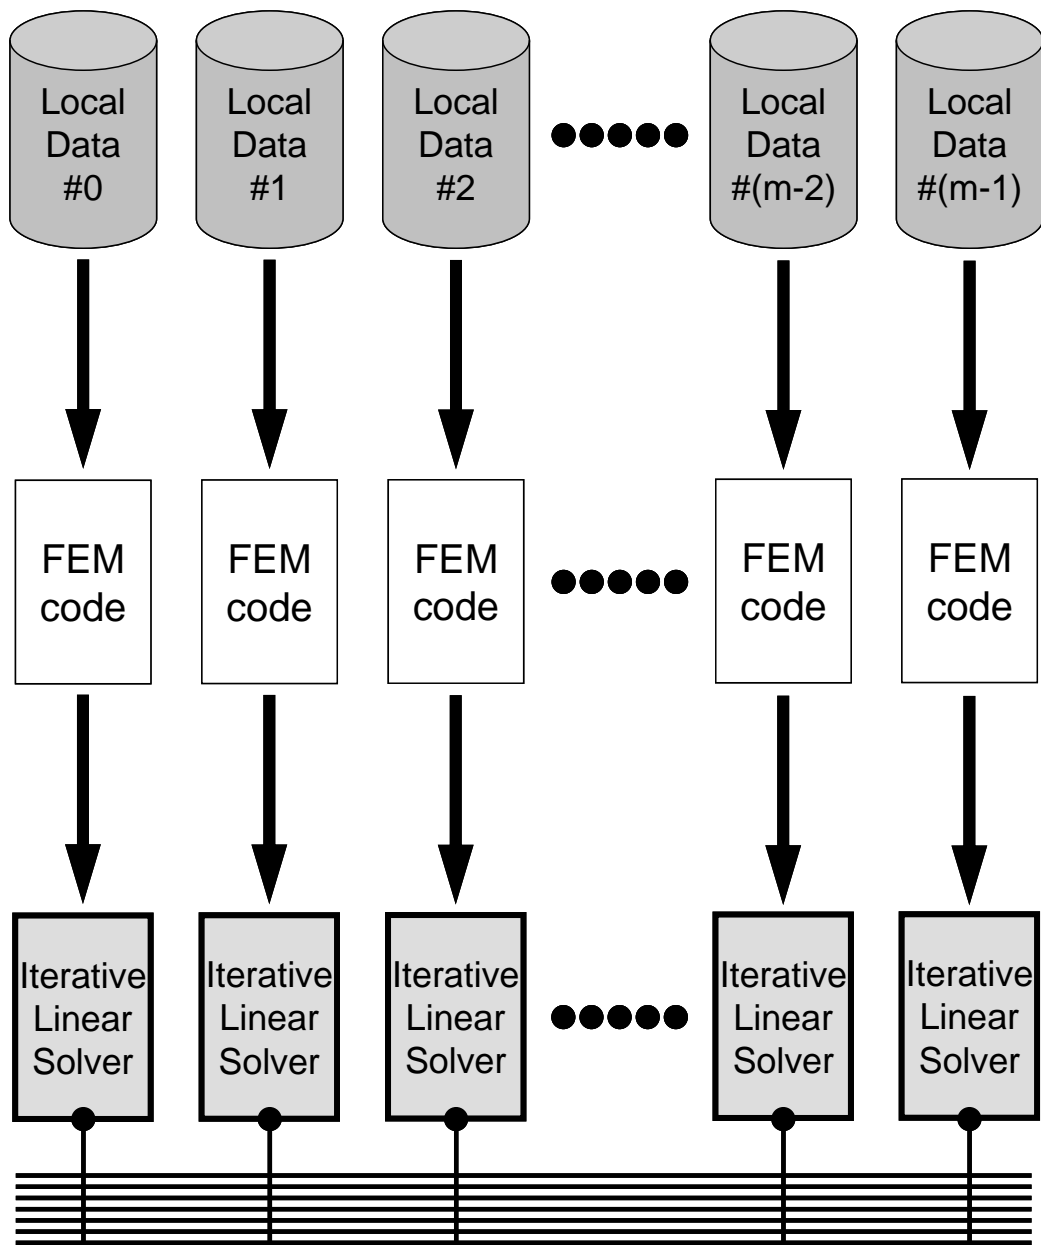 Local
Data
#0
Local
Data
#1
Local
Data
#2
Local
Data
#(m-2)
Local
Data
#(m-1)
FEM
code
FEM
code
FEM
code
FEM
code
FEM
code
Iterative
Linear
Solver
Iterative
Linear
Solver
Iterative
Linear
Solver
Iterative
Linear
Solver
Iterative
Linear
Solver